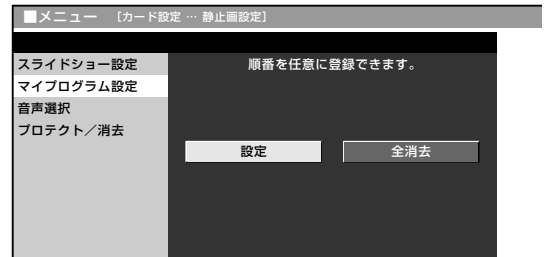 ■メニュー [カード設定 … 静止画設定]
スライドショー設定
マイプログラム設定
音声選択
プロテクト／消去
順番を任意に登録できます。
設定 全消去